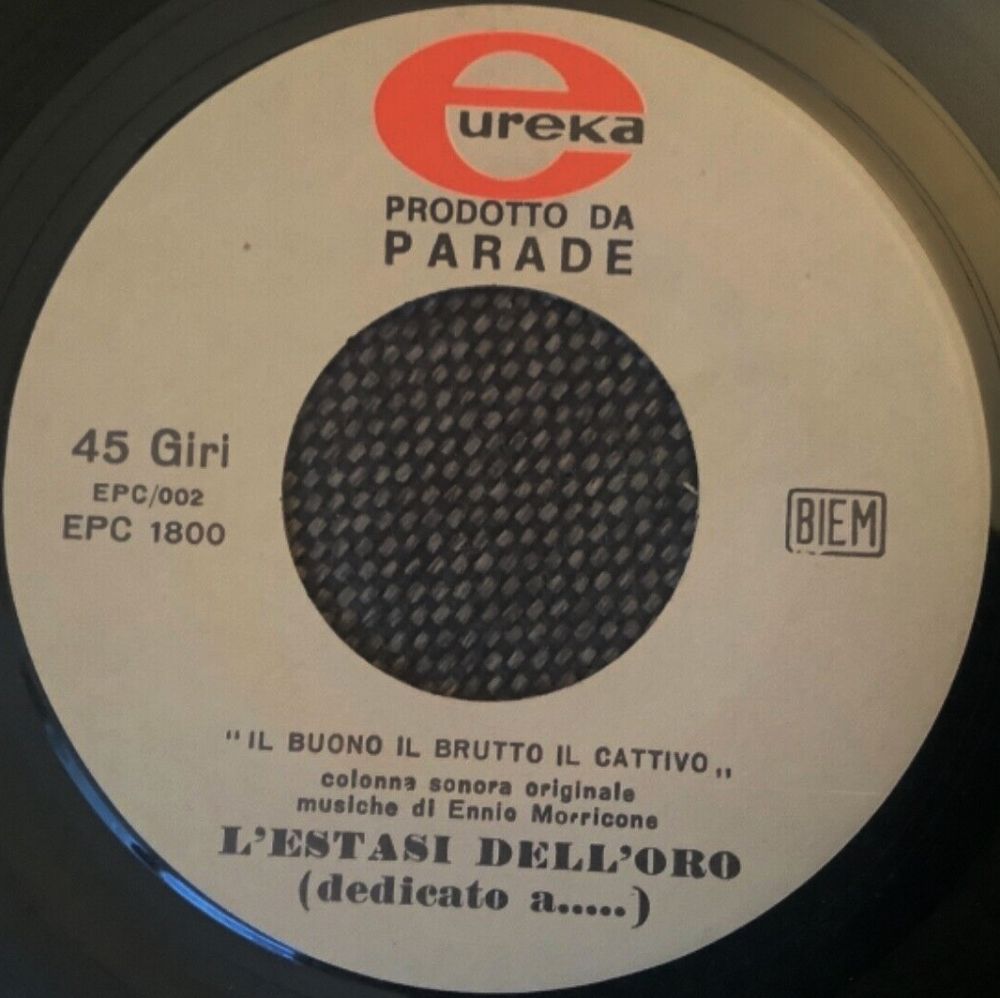 eureka
PRODOTTO DA
PARADE
45 Giri
EPC/002
EPC 1800
BIEM
"IL BUONO IL BRUTTO IL CATTIVO„
colonna sonora originale
musiche di Ennio Morricone
L'ESTASI DELL'ORO
(dedicato a.....)